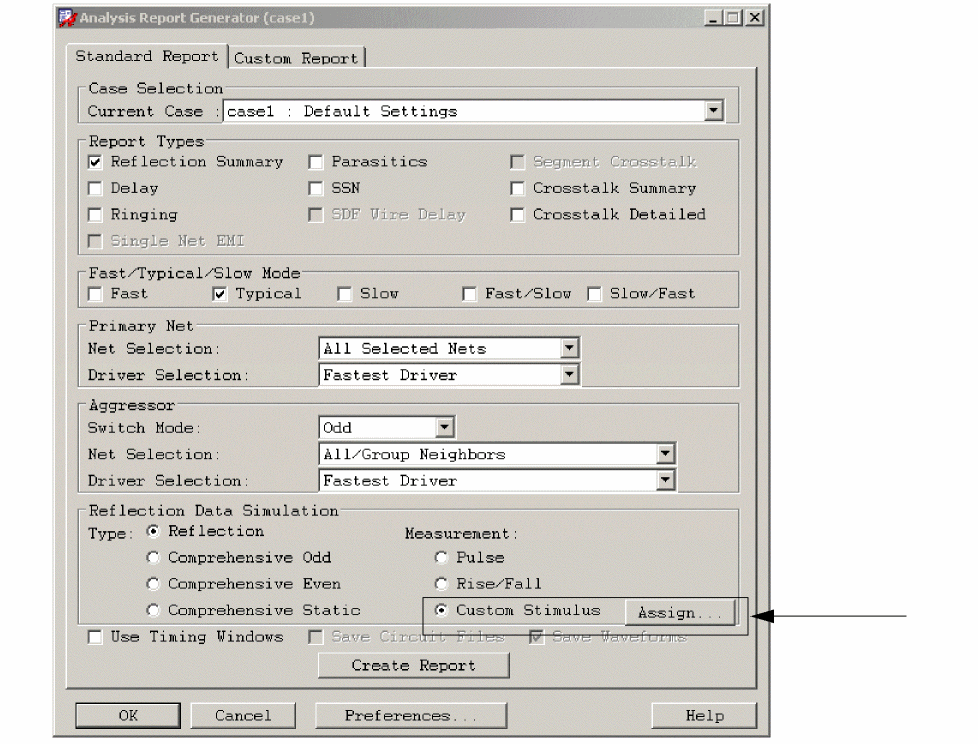 Analysis Report Generator (case1)
Standard Report Custom Report
Case Selection
Current Case : case1 : Default Settings
Report Types
Reflection Summary Parasitics Segment Crosstalk
Delay SSN Crosstalk Summary
Ringing SDF Wire Delay Crosstalk Detailed
Single Net EMI
Fast/Typical/Slow Mode
Fast Typical Slow Fast/Slow Slow/Fast
Primary Net
Net Selection: All Selected Nets
Driver Selection: Fastest Driver
Aggressor
Switch Mode: Odd
Net Selection: All/Group Neighbors
Driver Selection: Fastest Driver
Reflection Data Simulation
Type: Reflection Measurement:
Comprehensive Odd Pulse
Comprehensive Even Rise/Fall
Comprehensive Static Custom Stimulus Assign...
Use Timing Windows Save Circuit Files Save Waveforms
Create Report
OK Cancel Preferences... Help